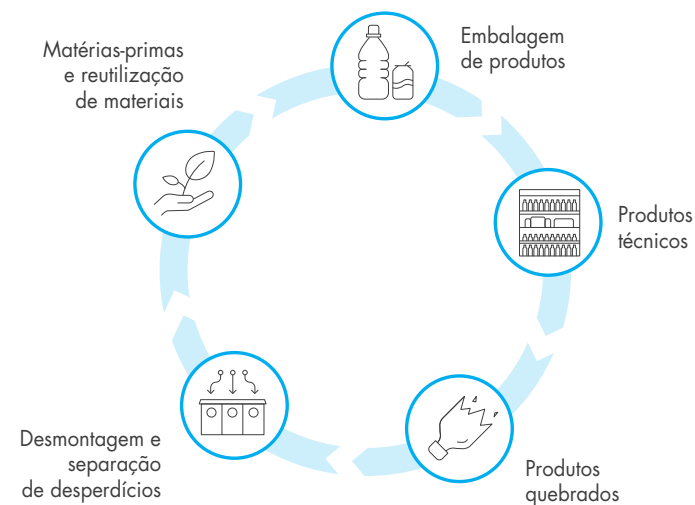 Embalagem
de produtos
Produtos
técnicos
Produtos
quebrados
Desmontagem e
separação
de desperdícios
Matérias-primas
e reutilização
de materiais